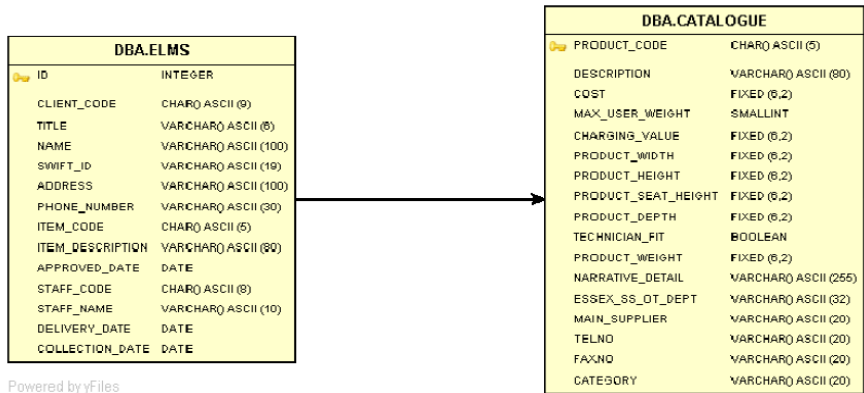 DBA.ELMS
ID INTEGER
CLIENT_CODE CHAR() ASCII (9)
TITLE VARCHAR() ASCII (6)
NAME VARCHAR() ASCII (100)
SWIFT_ID VARCHAR() ASCII (19)
ADDRESS VARCHAR() ASCII (100)
PHONE_NUMBER VARCHAR() ASCII (30)
ITEM_CODE CHAR() ASCII (5)
ITEM_DESCRIPTION VARCHAR() ASCII (80)
APPROVED_DATE DATE
STAFF_CODE CHAR() ASCII (8)
STAFF_NAME VARCHAR() ASCII (10)
DELIVERY_DATE DATE
COLLECTION_DATE DATE
Powered by yFiles
DBA.CATALOGUE
PRODUCT_CODE CHAR() ASCII (5)
DESCRIPTION VARCHAR() ASCII (80)
COST FIXED (6,2)
MAX_USER_WEIGHT SMALLINT
CHARGING_VALUE FIXED (6,2)
PRODUCT_WIDTH FIXED (6,2)
PRODUCT_HEIGHT FIXED (6,2)
PRODUCT_SEAT_HEIGHT FIXED (6,2)
PRODUCT_DEPTH FIXED (6,2)
TECHNICIAN_FIT BOOLEAN
PRODUCT_WEIGHT FIXED (6,2)
NARRATIVE_DETAIL VARCHAR() ASCII (255)
ESSEX_SS_OT_DEPT VARCHAR() ASCII (32)
MAIN_SUPPLIER VARCHAR() ASCII (20)
TELNO VARCHAR() ASCII (20)
FAXNO VARCHAR() ASCII (20)
CATEGORY VARCHAR() ASCII (20)